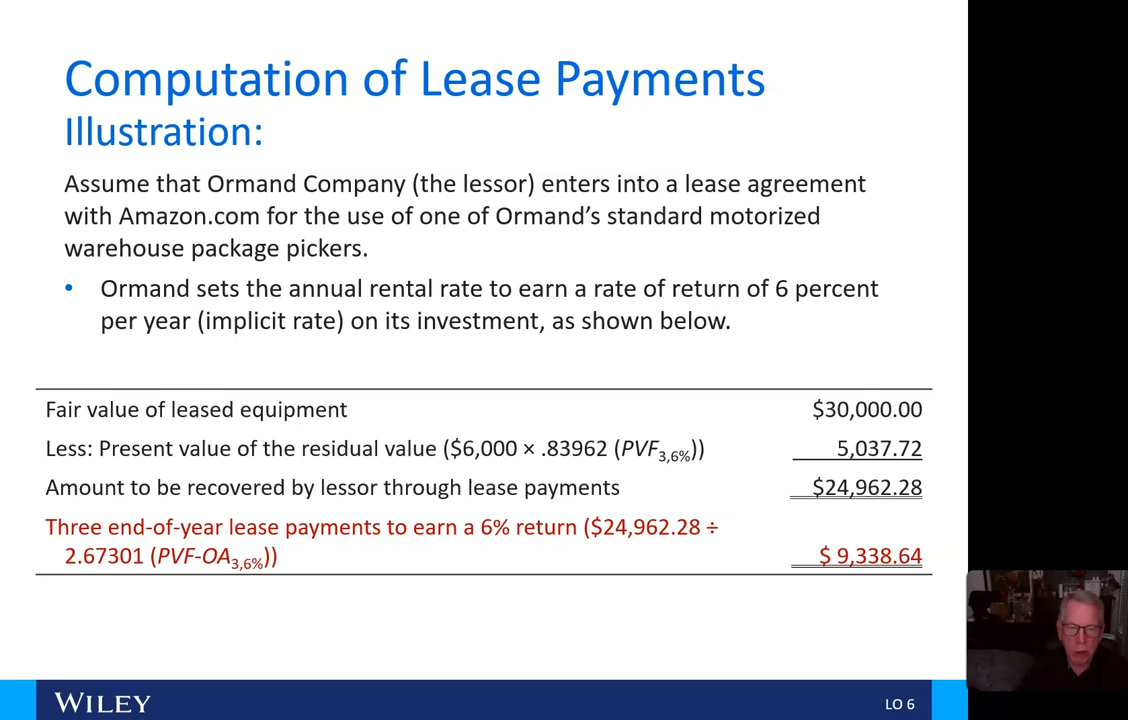 Computation of Lease Payments
Illustration:
Assume that Ormand Company (the lessor) enters into a lease agreement
with Amazon.com for the use of one of Ormand’s standard motorized
warehouse package pickers.
• Ormand sets the annual rental rate to earn a rate of return of 6 percent
per year (implicit rate) on its investment, as shown below.
Fair value of leased equipment $30,000.00
Less: Present value of the residual value ($6,000 × .83962 (PVF3,6%)) 5,037.72
Amount to be recovered by lessor through lease payments $24,962.28
Three end-of-year lease payments to earn a 6% return ($24,962.28 ÷
2.67301 (PVF-OA3,6%)) $ 9,338.64
WILEY LO 6